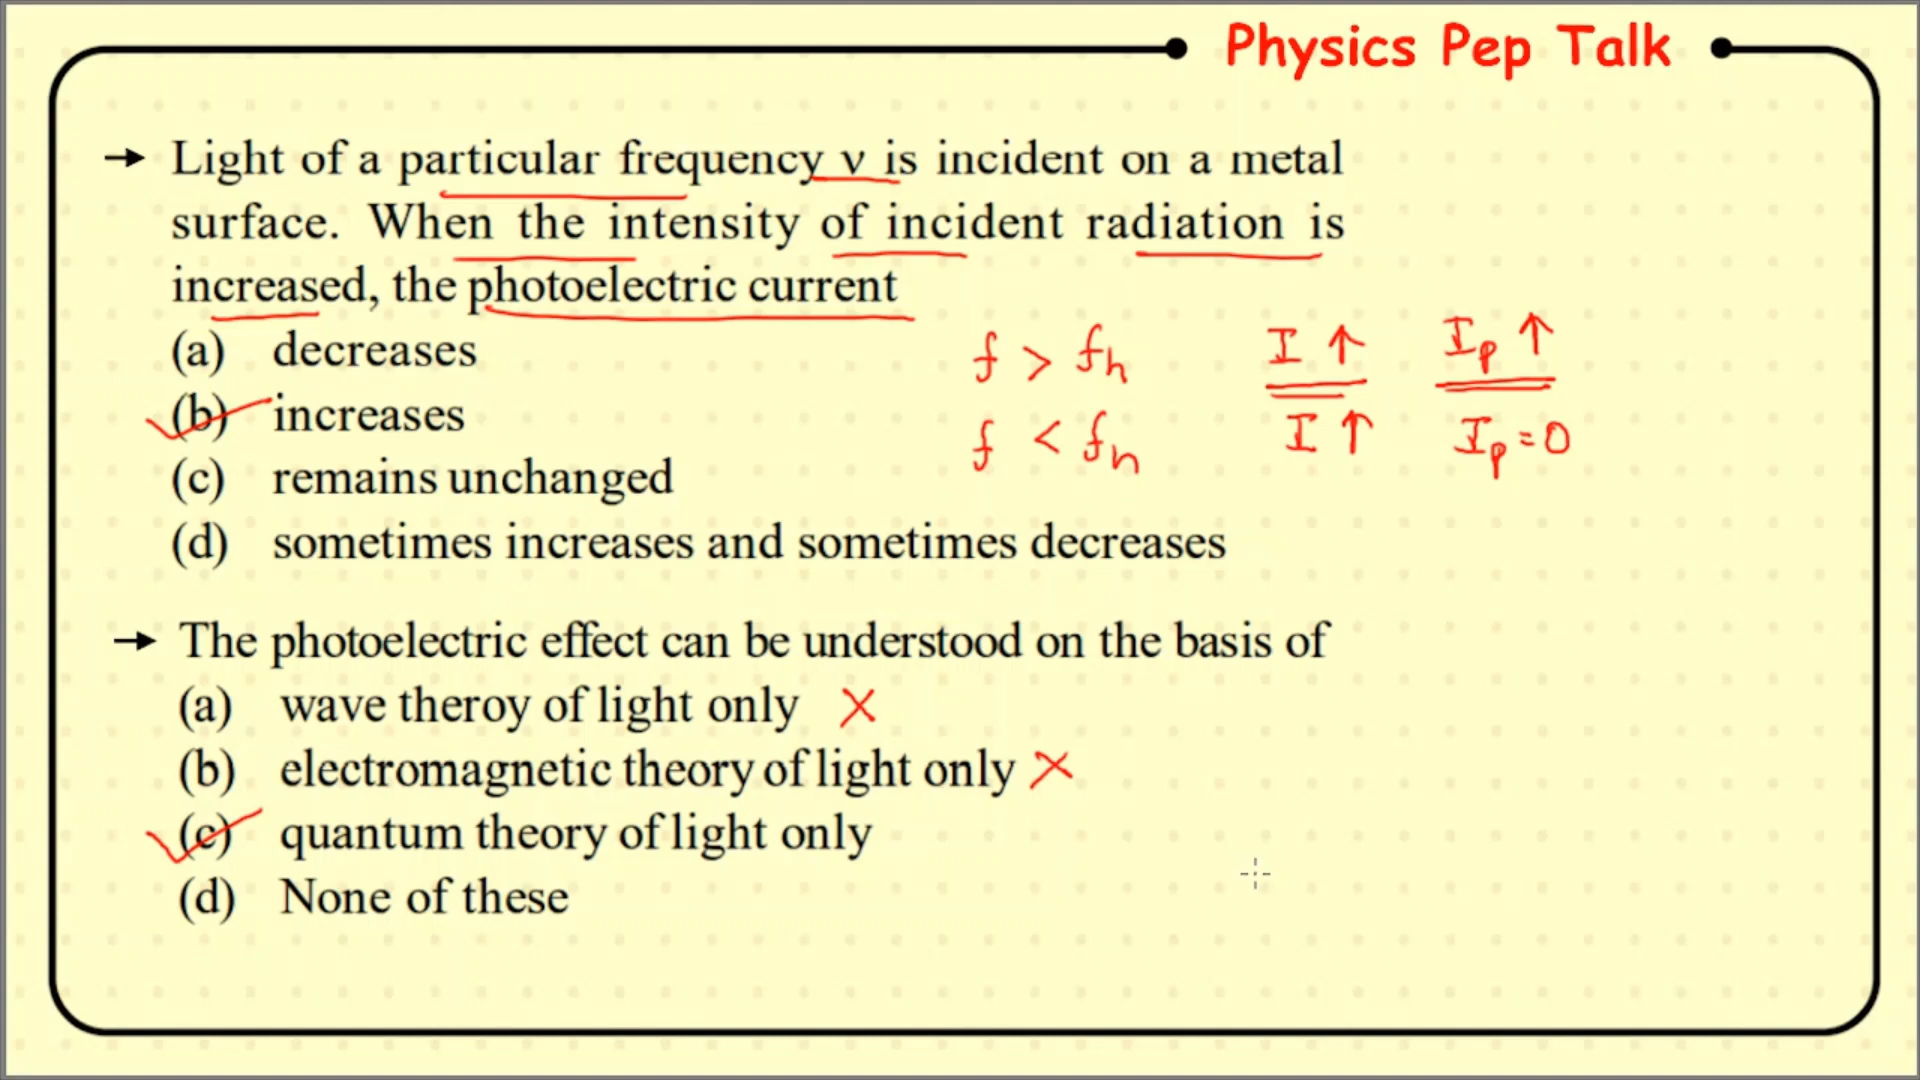 Physics Pep Talk
→ Light of a particular frequency ν is incident on a metal
surface. When the intensity of incident radiation is
increased, the photoelectric current
(a) decreases
(b) increases
(c) remains unchanged
(d) sometimes increases and sometimes decreases
f > fh I ↑ Ip ↑
f < fh I ↑ Ip = 0
→ The photoelectric effect can be understood on the basis of
(a) wave theroy of light only ×
(b) electromagnetic theory of light only ×
(c) quantum theory of light only
(d) None of these